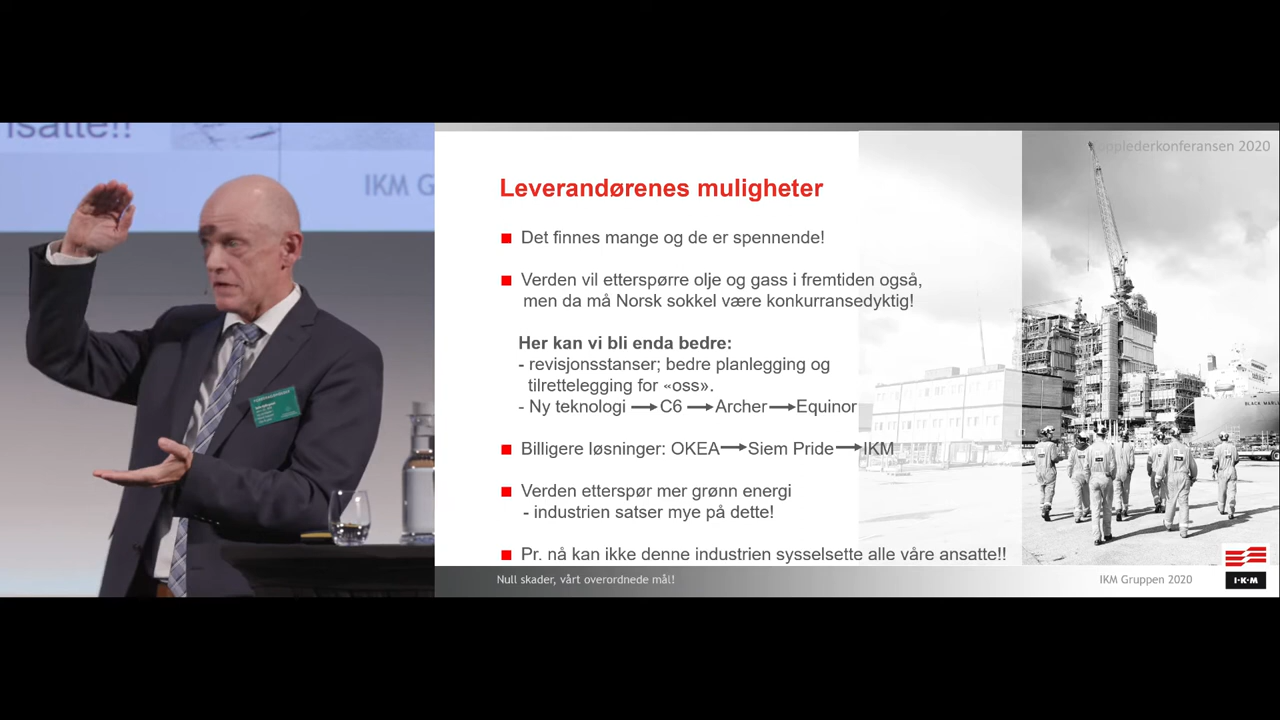 nsatte!!
IKM G
opplederkonferansen 2020
Leverandørenes muligheter
Det finnes mange og de er spennende!
Verden vil etterspørre olje og gass i fremtiden også,
men da må Norsk sokkel være konkurransedyktig!
Her kan vi bli enda bedre:
- revisjonsstanser; bedre planlegging og
tilrettelegging for «oss».
- Ny teknologi → C6 → Archer → Equinor
Billigere løsninger: OKEA → Siem Pride → IKM
Verden etterspør mer grønn energi
- industrien satser mye på dette!
Pr. nå kan ikke denne industrien sysselsette alle våre ansatte!!
Null skader, vårt overordnede mål!
IKM Gruppen 2020
I·K·M